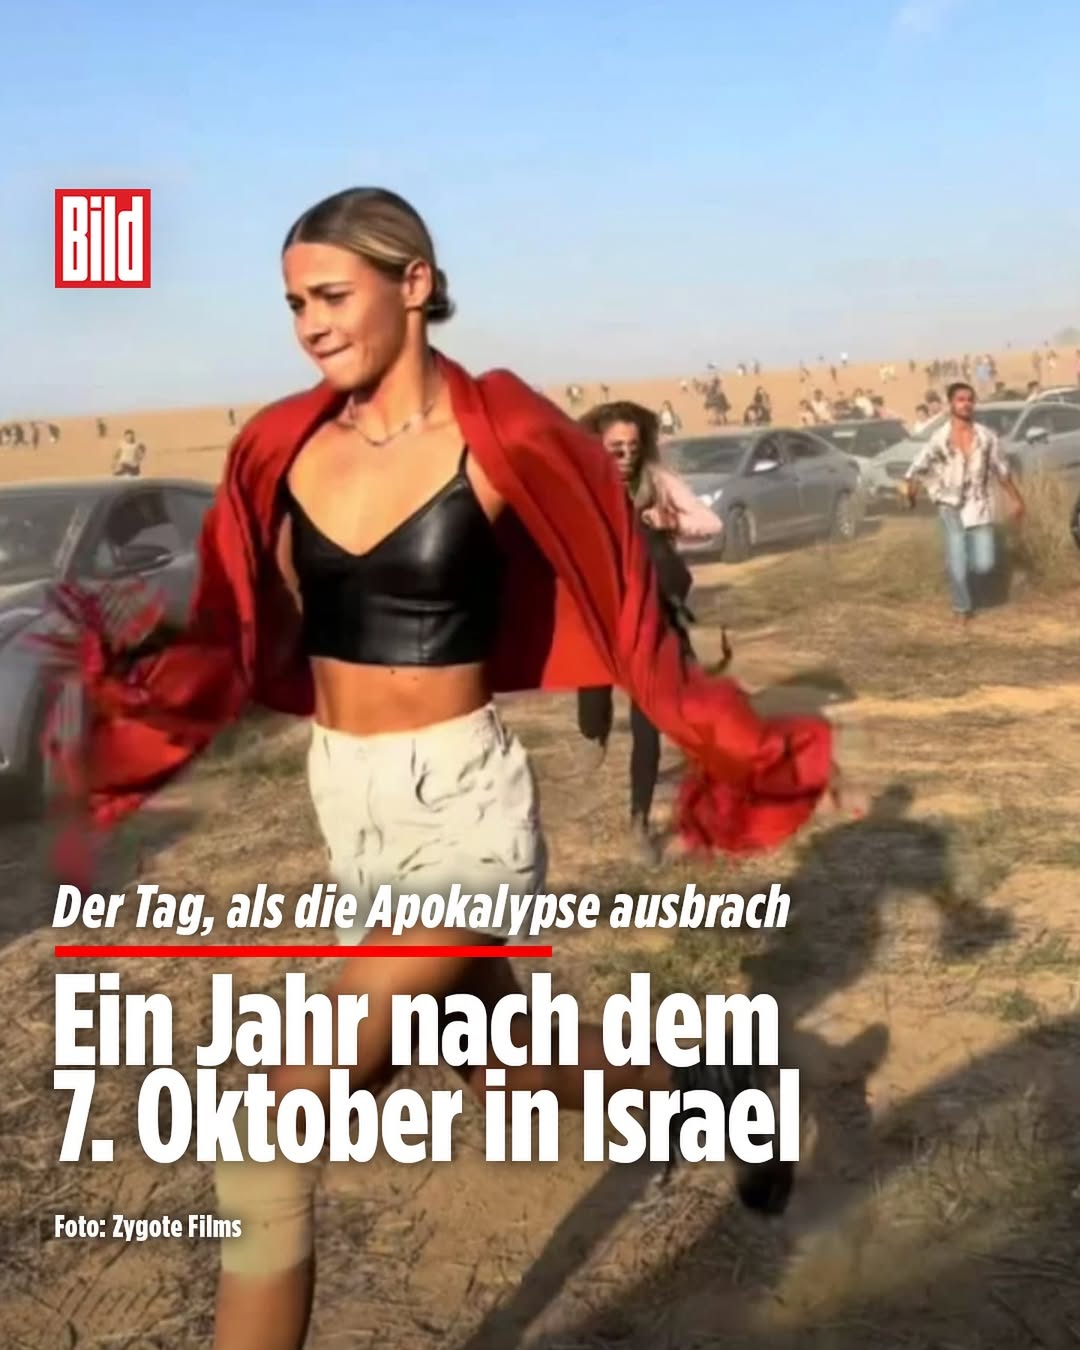 Bild
Der Tag, als die Apokalypse ausbrach
Ein Jahr nach dem
7. Oktober in Israel
Foto: Zygote Films